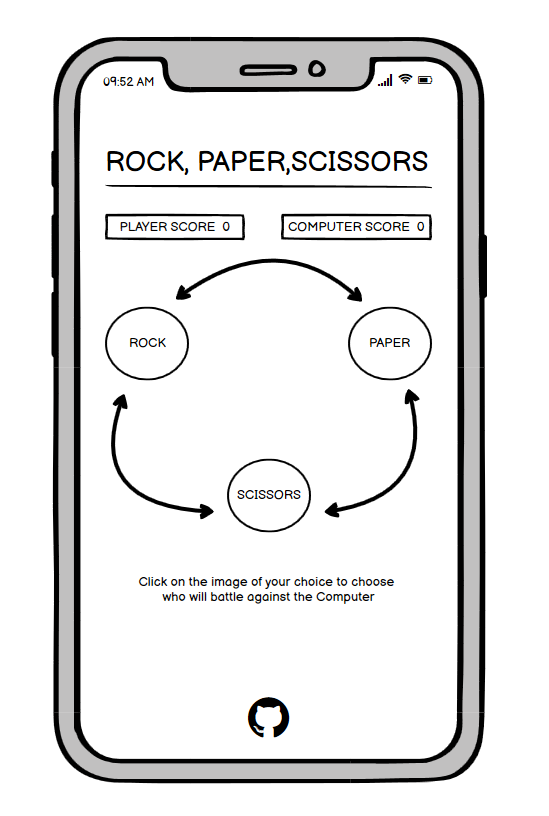 09:52 AM
ROCK, PAPER,SCISSORS
PLAYER SCORE 0
COMPUTER SCORE 0
ROCK
PAPER
SCISSORS
Click on the image of your choice to choose
who will battle against the Computer